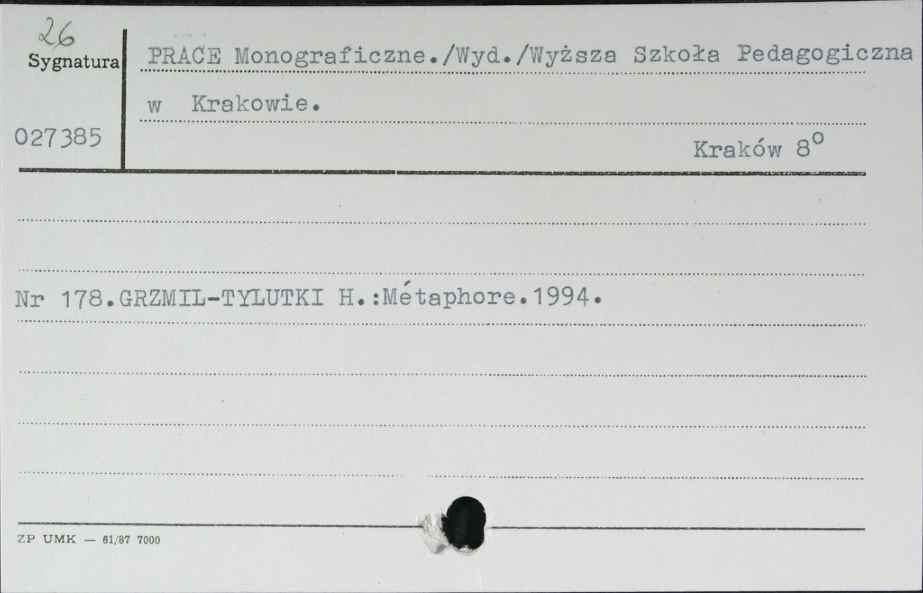 26
Sygnatura
PRACE Monograficzne./Wyd./Wyższa Szkoła Pedagogiczna
w Krakowie.
027385
Kraków 8⁰
Nr 178.GRZMIL-TYLUTKI H.:Métaphore.1994.
ZP UMK — 61/87 7000